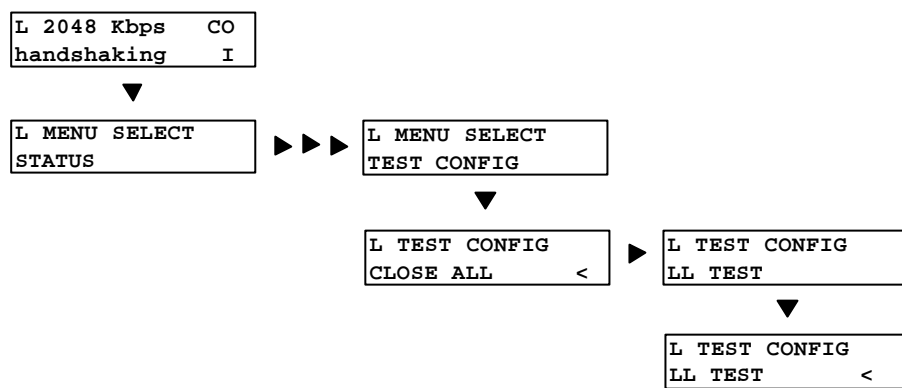 L 2048 Kbps CO
handshaking I
L MENU SELECT
STATUS
L MENU SELECT
TEST CONFIG
L TEST CONFIG
CLOSE ALL <
L TEST CONFIG
LL TEST
L TEST CONFIG
LL TEST <